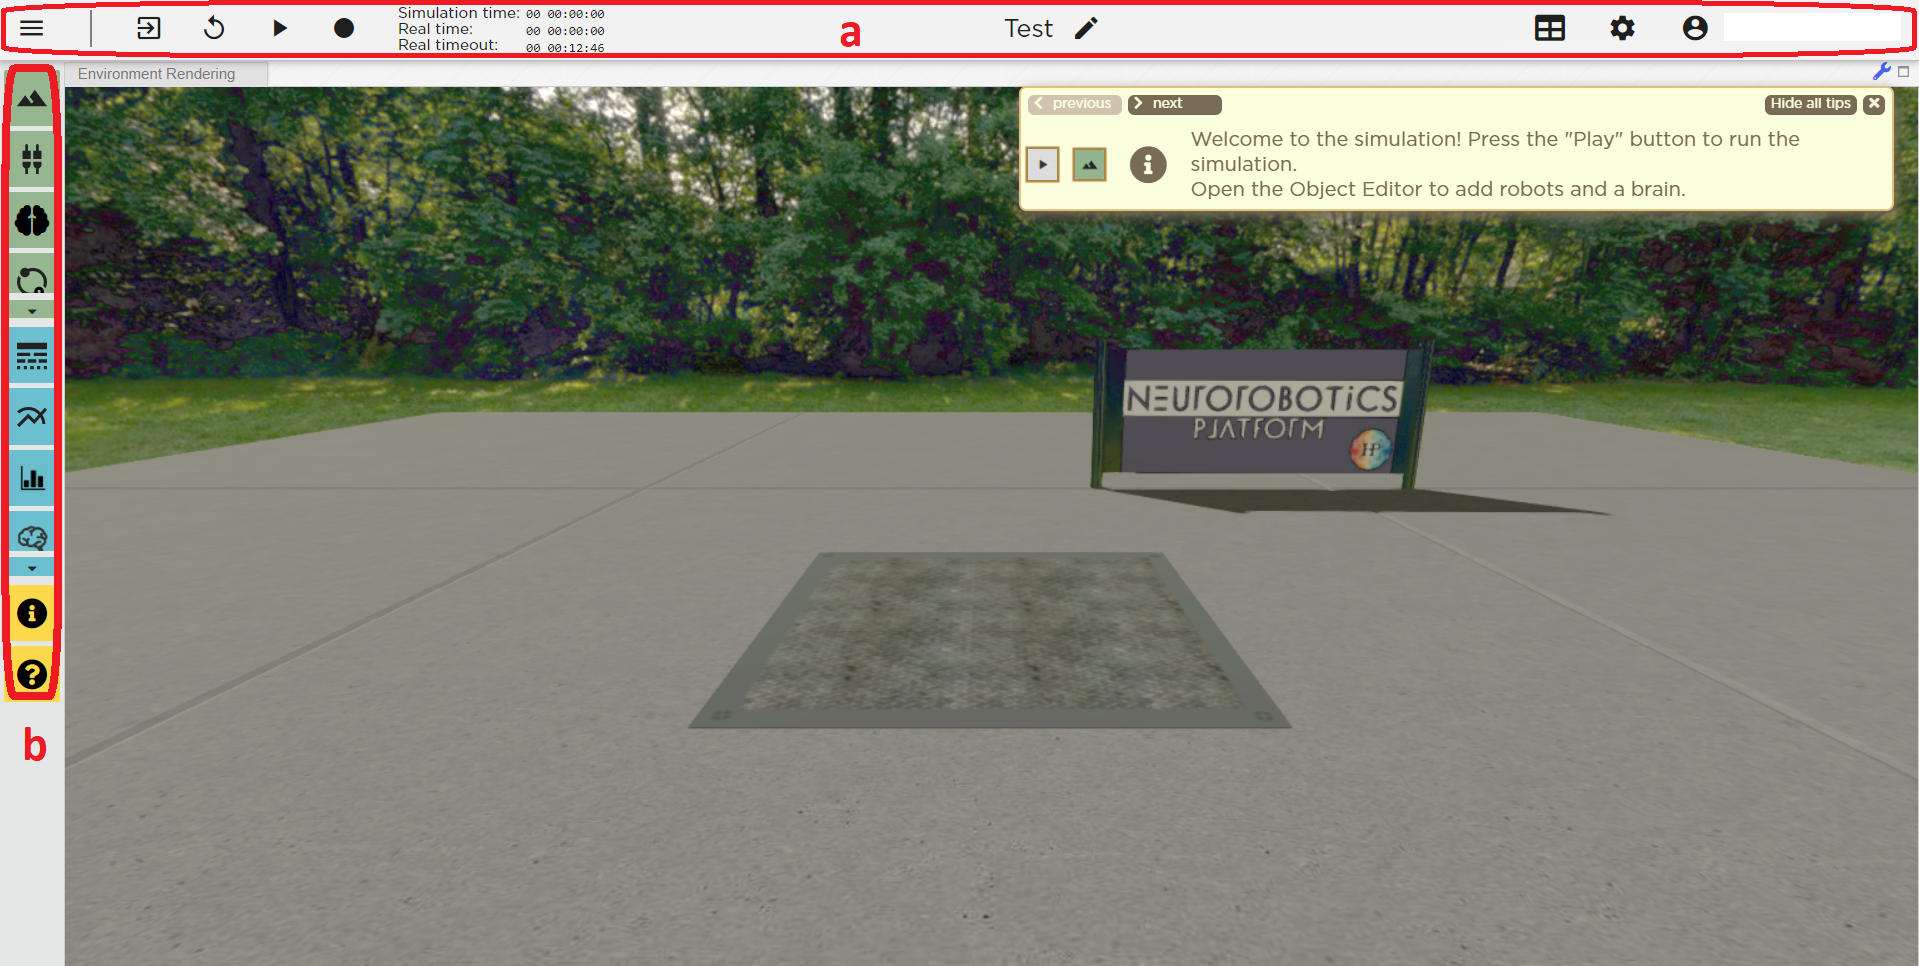 Simulation time: 00 00:00:00
Real time: 00 00:00:00
Real timeout: 00 00:12:46
a
Test
Environment Rendering
previous
next
Hide all tips
Welcome to the simulation! Press the "Play" button to run the
simulation.
Open the Object Editor to add robots and a brain.
NEUROROBOTICS
PLATFORM
HP
b